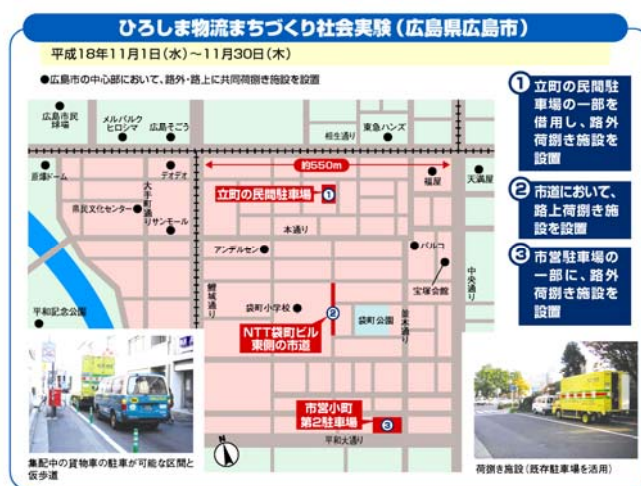 ひろしま物流まちづくり社会実験(広島県広島市)
平成18年11月1日(水)～11月30日(木)
●広島市の中心部において、路外・路上に共同荷捌き施設を設置
広島市民
球場
メルパルク
ヒロシマ
広島そごう
相生通り
東急ハンズ
約550m
原爆ドーム
デオデオ
大手町通り
県民文化センター
サンモール
立町の民間駐車場
①
福屋
天満屋
本通り
アンデルセン
パルコ
宝塚会館
中央通り
鯉城通り
袋町小学校
②
NTT袋町ビル
東側の市道
袋町公園
並木通り
平和記念公園
市営小町
第2駐車場
③
平和大通り
N
①立町の民間駐
車場の一部を
借用し、路外
荷捌き施設を
設置
②市道において、
路上荷捌き施
設を設置
③市営駐車場の
一部に、路外
荷捌き施設を
設置
集配中の貨物車の駐車が可能な区間と
仮歩道
荷捌き施設(既存駐車場を活用)